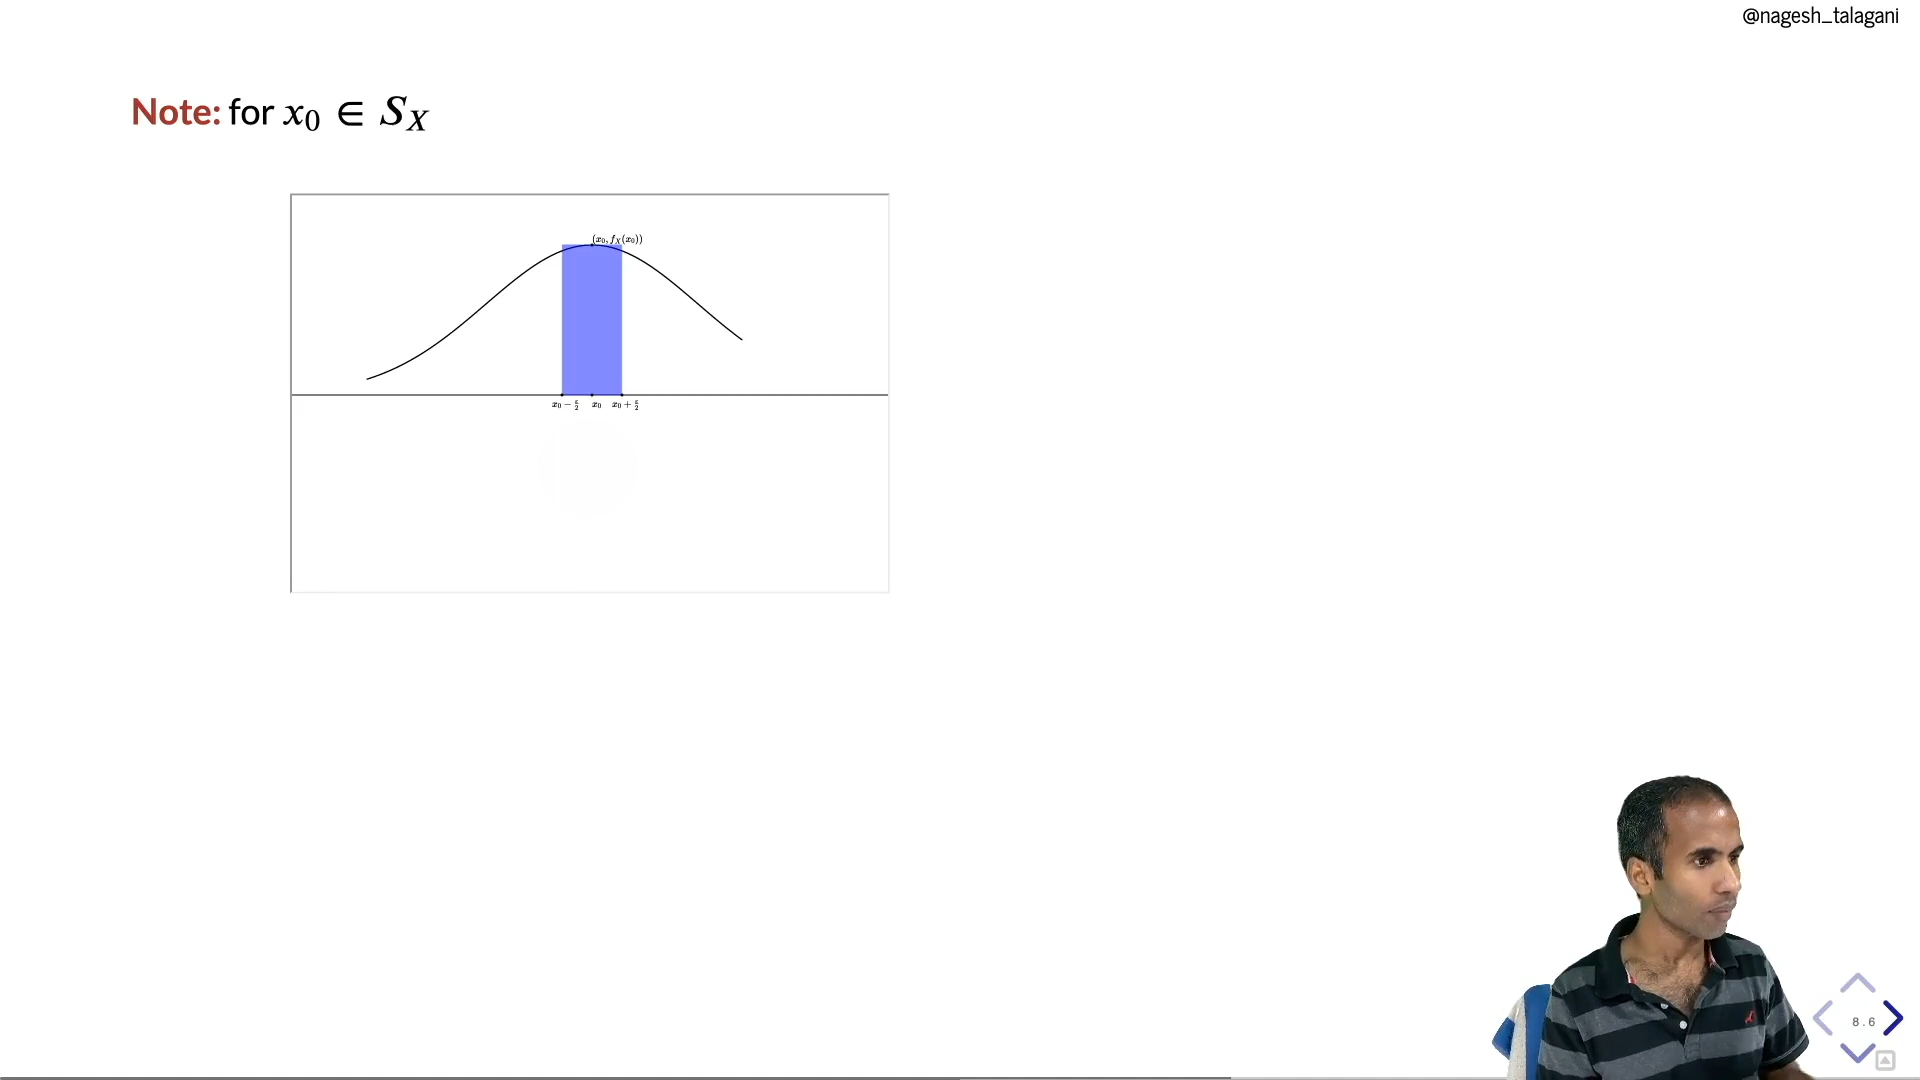 @nagesh_talagani
Note: for x₀ ∈ S_X
(x₀, f_X(x₀))
x₀ − ε/2 x₀ x₀ + ε/2
8.6